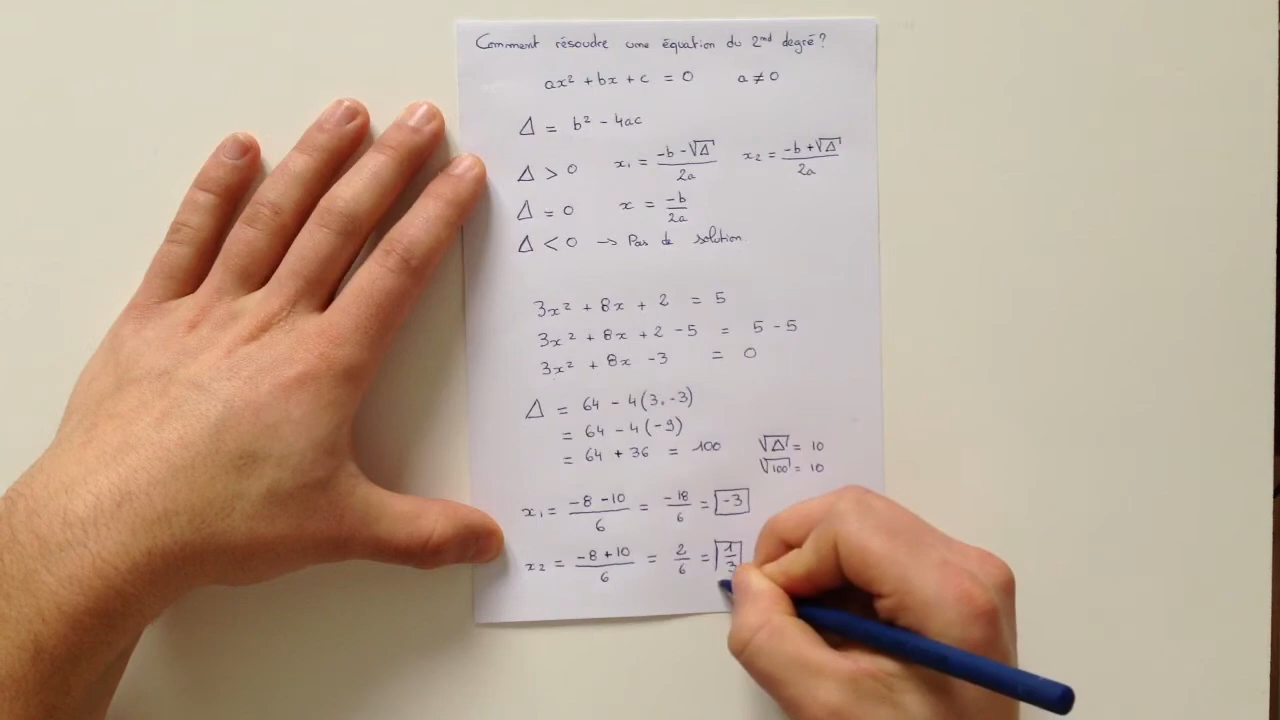 Comment résoudre une équation du 2nd degré ?
ax² + bx + c = 0 a ≠ 0
Δ = b² - 4ac
Δ > 0 x₁ = (-b - √Δ)/2a x₂ = (-b + √Δ)/2a
Δ = 0 x = -b/2a
Δ < 0 → Pas de solution
3x² + 8x + 2 = 5
3x² + 8x + 2 - 5 = 5 - 5
3x² + 8x - 3 = 0
Δ = 64 - 4(3.-3)
= 64 - 4(-9)
= 64 + 36 = 100 √Δ = 10
√100 = 10
x₁ = (-8 - 10)/6 = -18/6 = -3
x₂ = (-8 + 10)/6 = 2/6 = 1/3